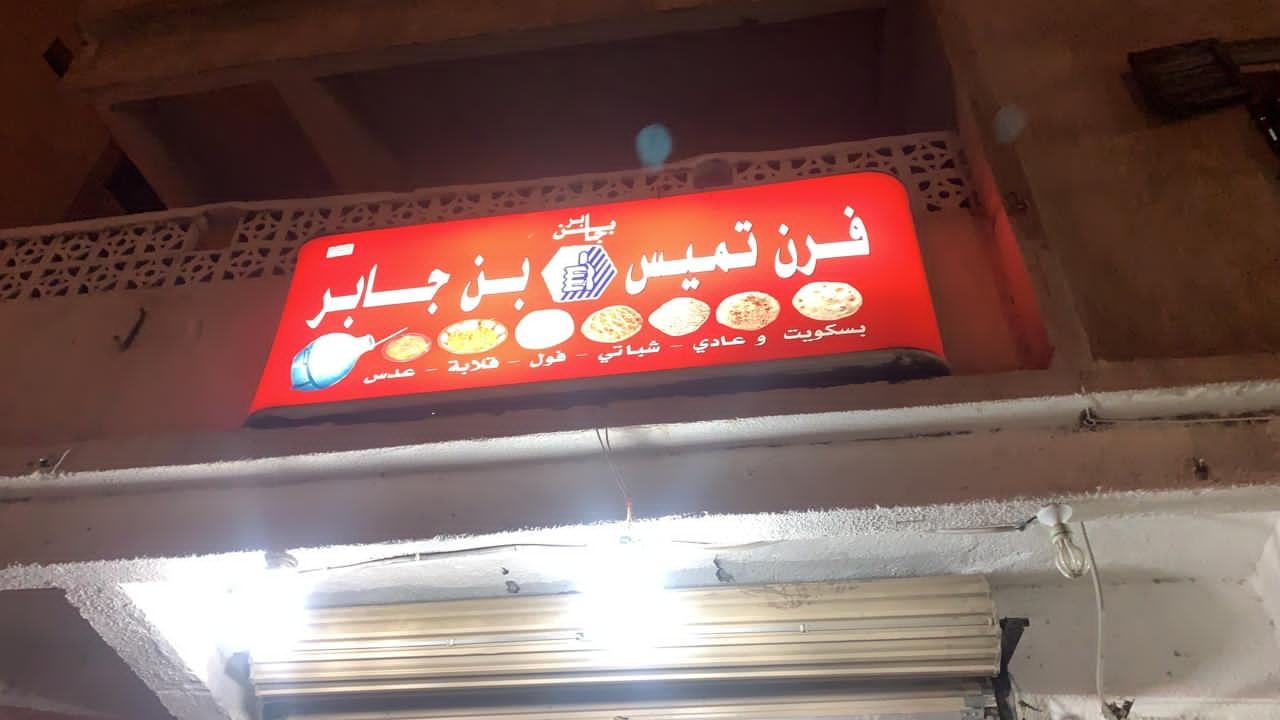 فرن تميس بن جابر
بن جابر
بسكويت و عادي - شباتي - فول - قلابة - عدس